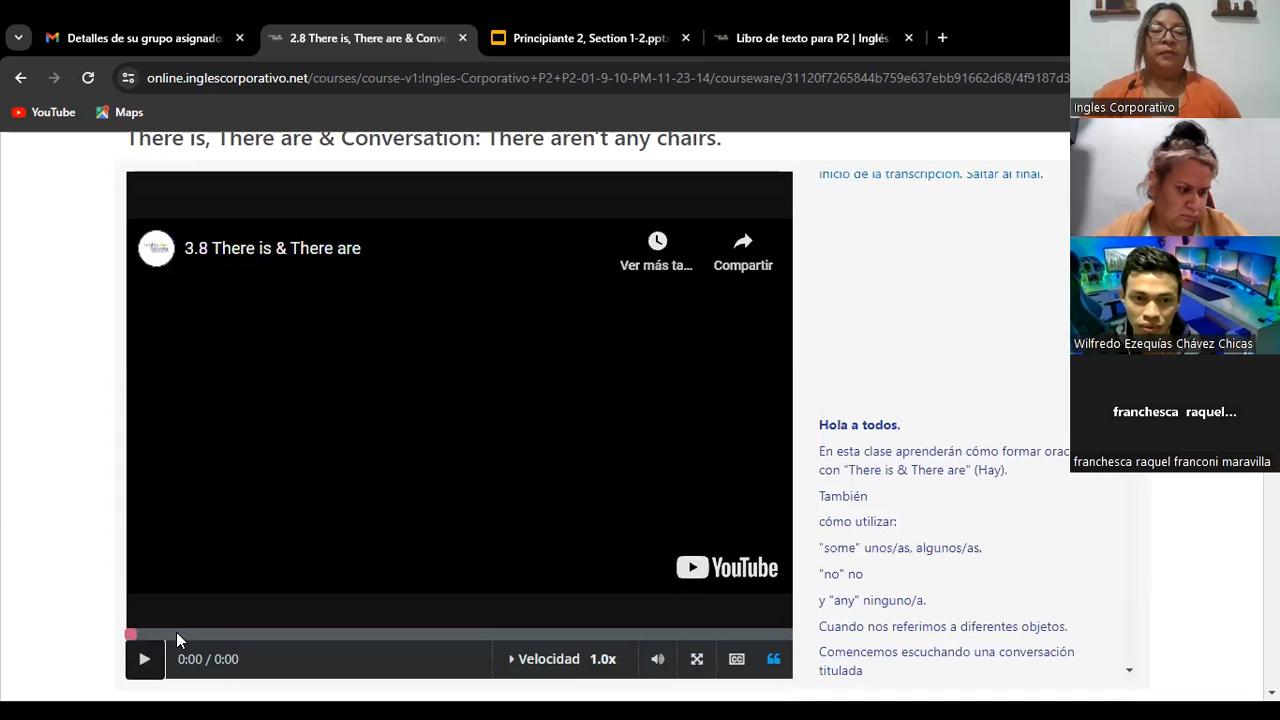 Detalles de su grupo asignado
2.8 There is, There are & Conve
Principiante 2, Section 1-2.ppt
Libro de texto para P2 | Inglés
online.inglescorporativo.net/courses/course-v1:Ingles-Corporativo+P2+P2-01-9-10-PM-11-23-14/courseware/31120f7265844b759e637ebb91662d68/4f9187d3
YouTube
Maps
There is, There are & Conversation: There aren't any chairs.
3.8 There is & There are
Ver más ta...
Compartir
YouTube
0:00 / 0:00
Velocidad 1.0x
CC
Inicio de la transcripción. Saltar al final.
Hola a todos.
En esta clase aprenderán cómo formar orac
con "There is & There are" (Hay).
También
cómo utilizar:
"some" unos/as, algunos/as.
"no" no
y "any" ninguno/a.
Cuando nos referimos a diferentes objetos.
Comencemos escuchando una conversación
titulada
Ingles Corporativo
Wilfredo Ezequías Chávez Chicas
franchesca raquel...
franchesca raquel franconi maravilla